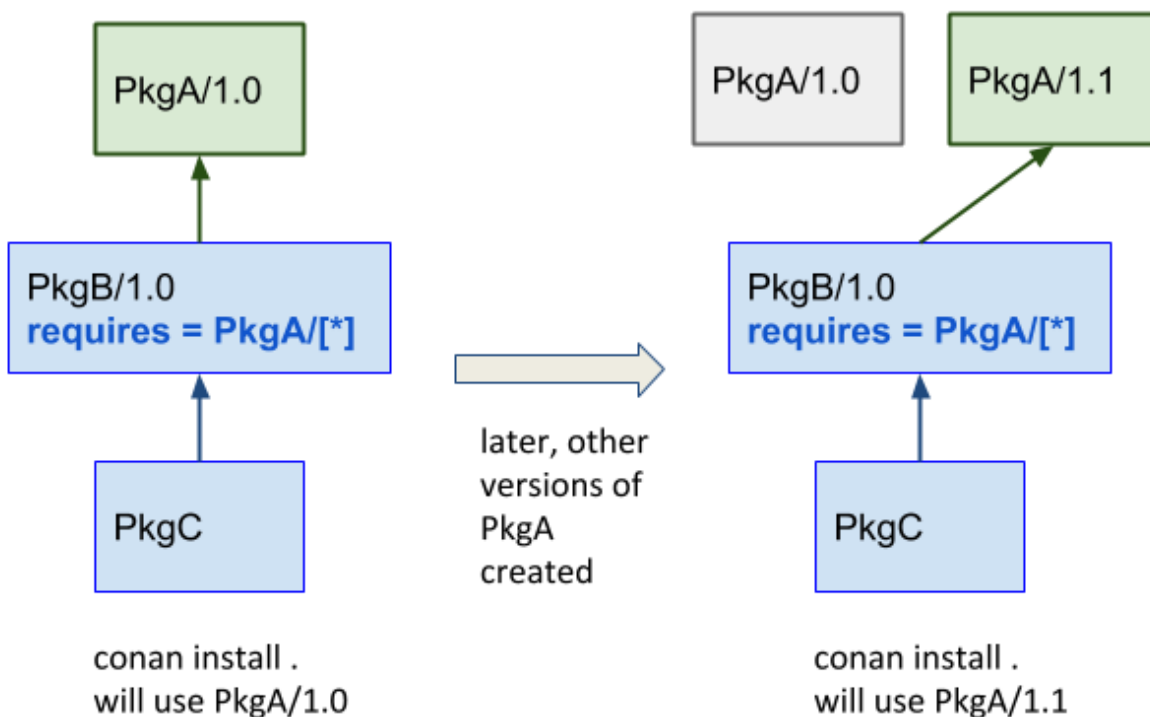 PkgA/1.0
PkgB/1.0
requires = PkgA/[*]
PkgC
conan install .
will use PkgA/1.0
later, other
versions of
PkgA
created
PkgA/1.0
PkgA/1.1
PkgB/1.0
requires = PkgA/[*]
PkgC
conan install .
will use PkgA/1.1